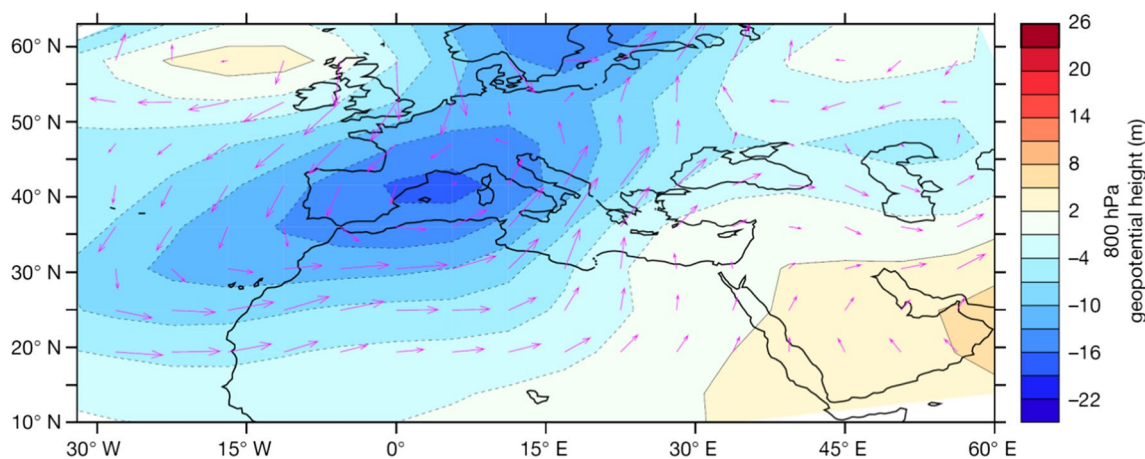 60° N
50° N
40° N
30° N
20° N
10° N
30° W
15° W
0°
15° E
30° E
45° E
60° E
26
20
14
8
2
−4
−10
−16
−22
800 hPa
geopotential height (m)